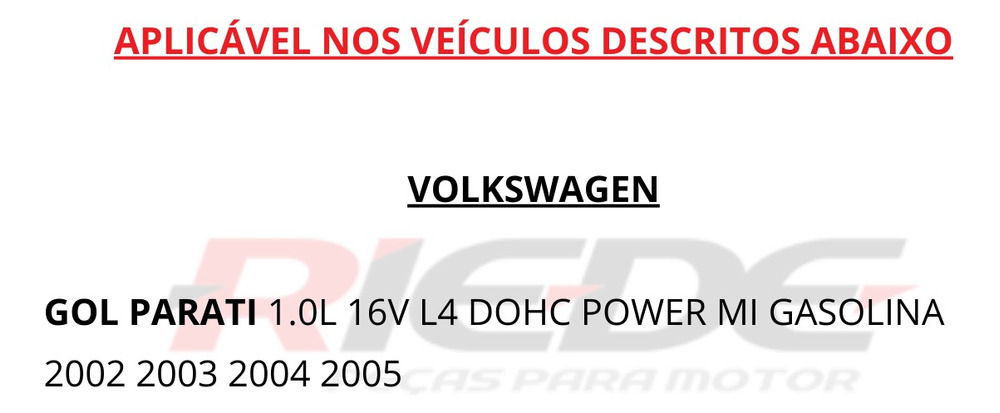 APLICÁVEL NOS VEÍCULOS DESCRITOS ABAIXO
VOLKSWAGEN
RIEDE
GOL PARATI 1.0L 16V L4 DOHC POWER MI GASOLINA
2002 2003 2004 2005
PARA MOTOR